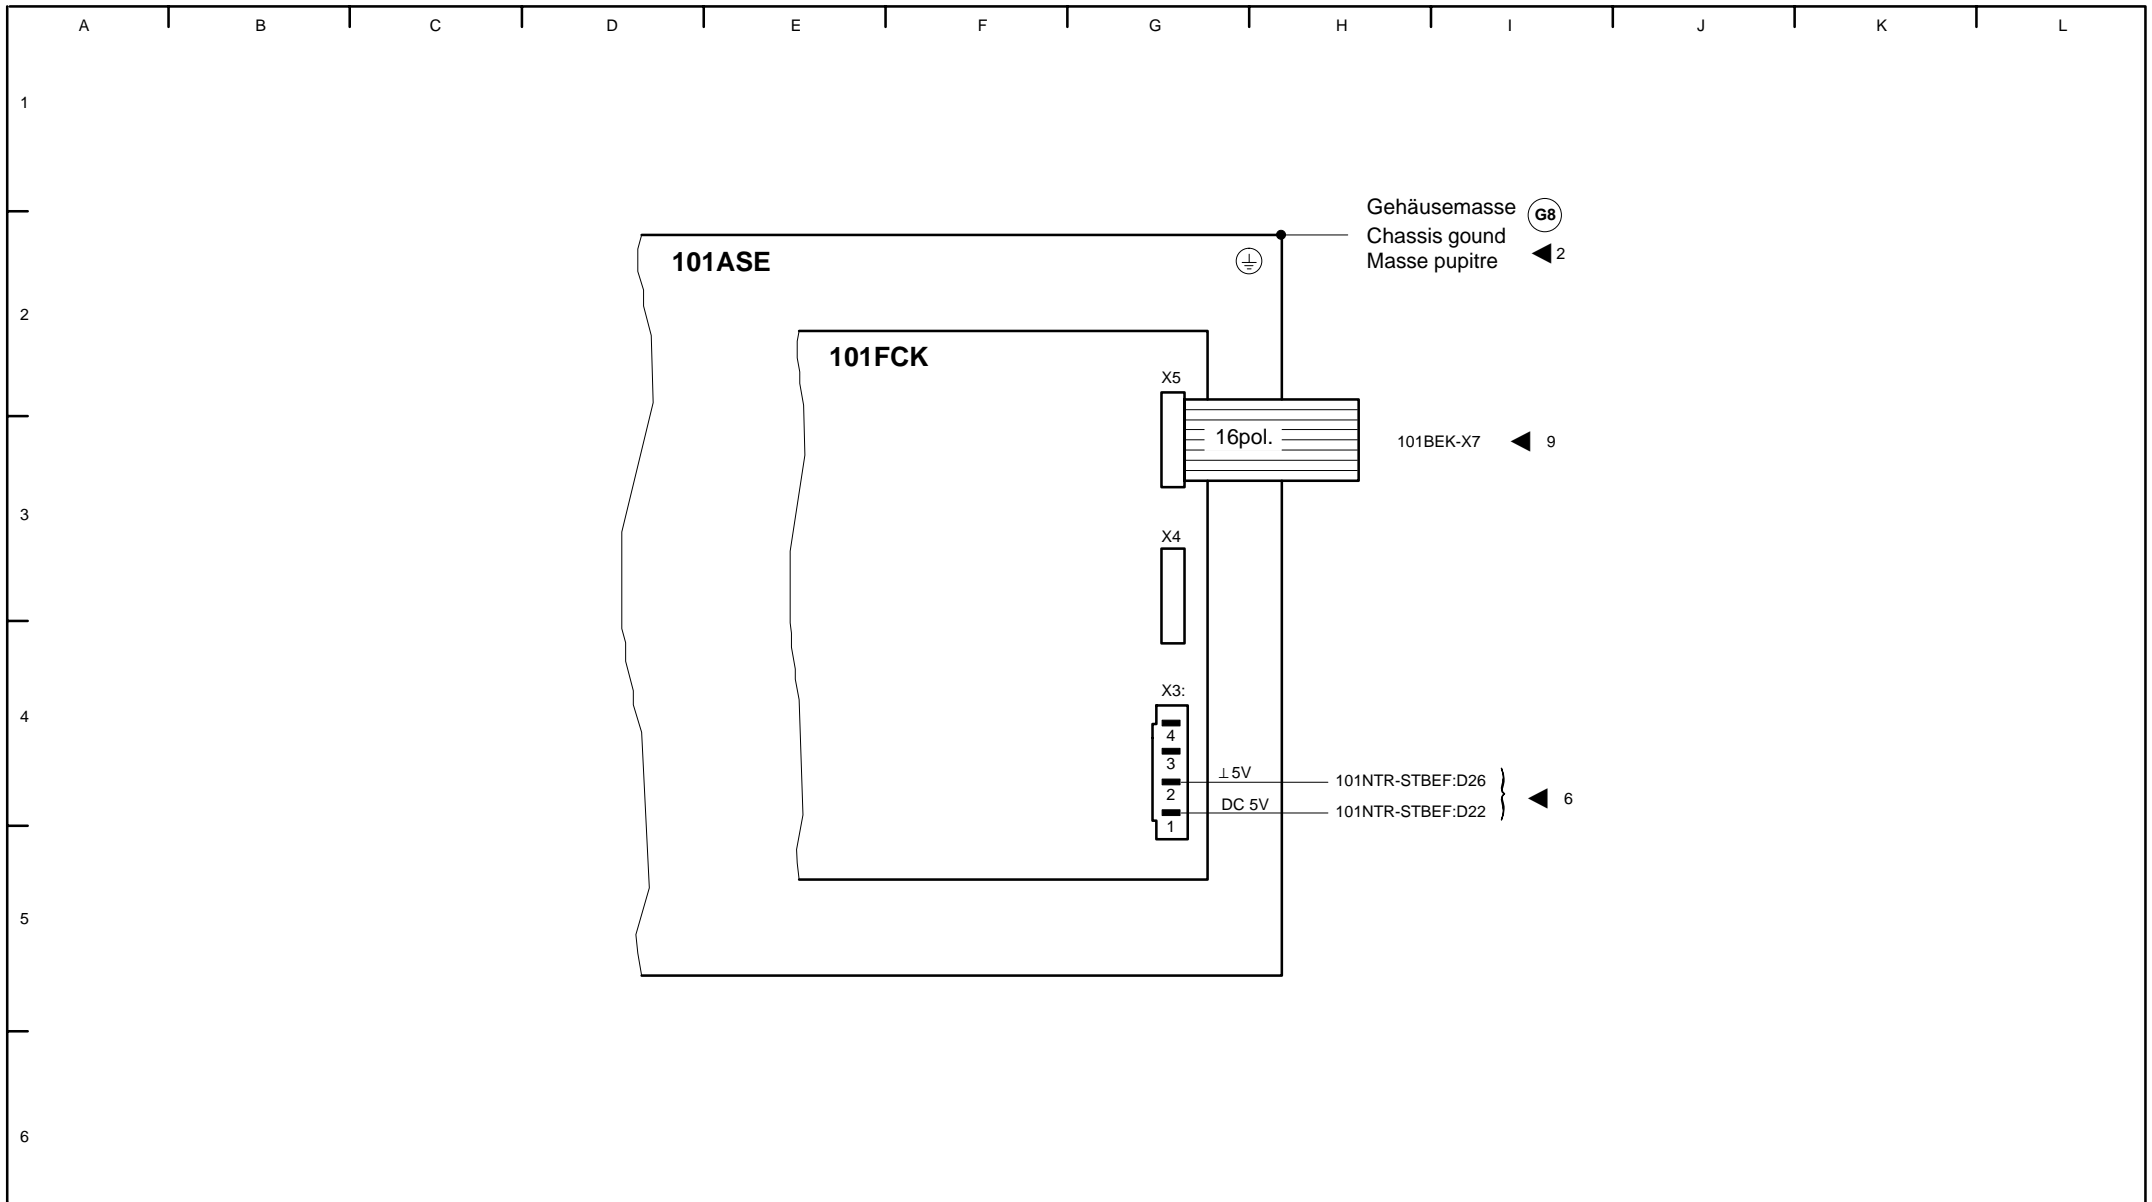 A B C D E F G H I J K L
1
Gehäusemasse G8
Chassis gound
Masse pupitre 2
101ASE
2
101FCK
X5
16pol. 101BEK-X7 9
3
X4
X3:
4
4
3
⊥5V 101NTR-STBEF:D26
2
6
DC 5V 101NTR-STBEF:D22
1
5
6